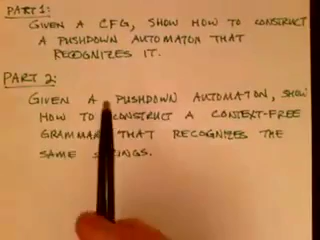 PART 1:
GIVEN A CFG, SHOW HOW TO CONSTRUCT
A PUSHDOWN AUTOMATON THAT
RECOGNIZES IT.
PART 2:
GIVEN A PUSHDOWN AUTOMATON, SHOW
HOW TO CONSTRUCT A CONTEXT-FREE
GRAMMAR THAT RECOGNIZES THE
SAME